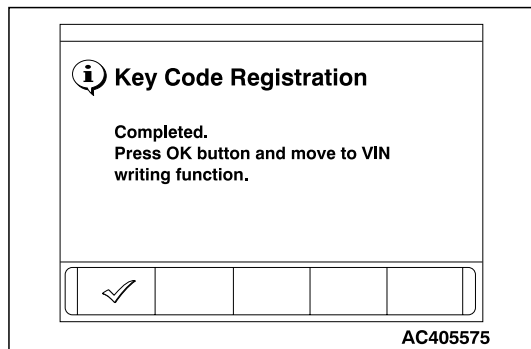 Key Code Registration
Completed.
Press OK button and move to VIN
writing function.
AC405575